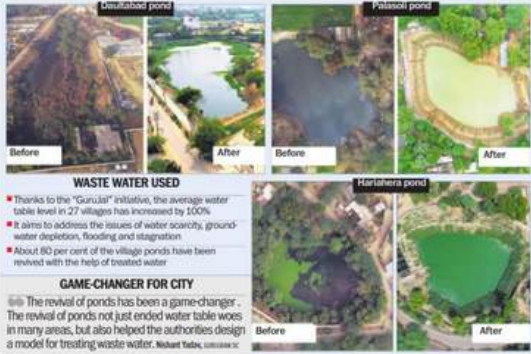 Daultabad pond
Palasoli pond
Before
After
Before
After
WASTE WATER USED
Thanks to the "GuruJal" initiative, the average water
table level in 27 villages has increased by 100%
It aims to address the issues of water scarcity, ground-
water depletion, flooding and stagnation
About 80 per cent of the village ponds have been
revived with the help of treated water
Hariahera pond
Before
After
GAME-CHANGER FOR CITY
The revival of ponds has been a game-changer.
The revival of ponds not just ended water table woes
in many areas, but also helped the authorities design
a model for treating waste water. Nishant Yadav, GURUGRAM DC